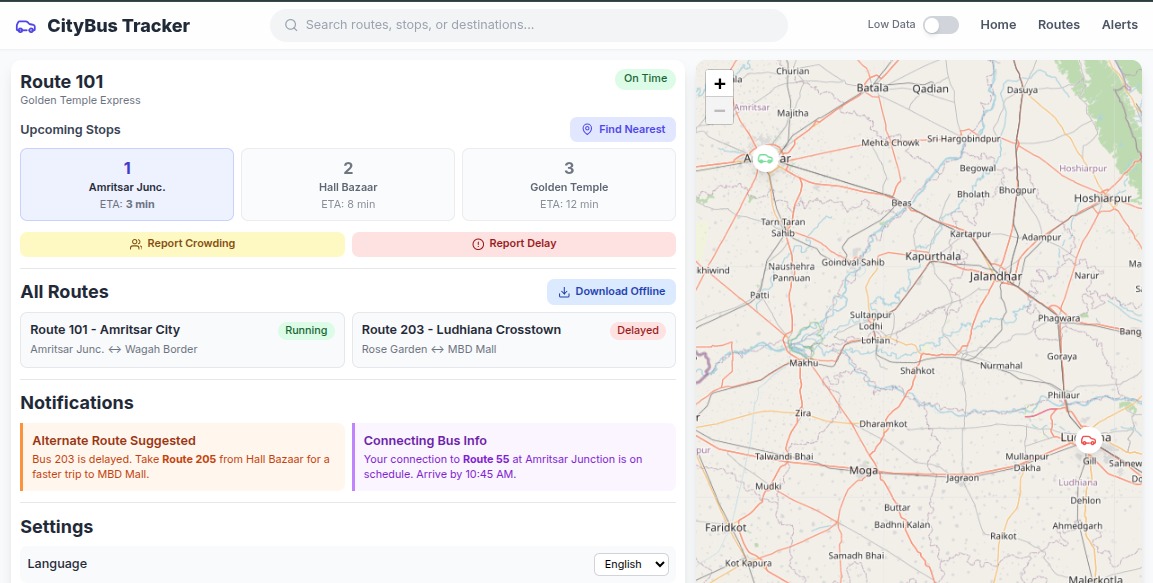 CityBus Tracker
Search routes, stops, or destinations...
Low Data
Home
Routes
Alerts
Route 101
On Time
Golden Temple Express
Upcoming Stops
Find Nearest
1
Amritsar Junc.
ETA: 3 min
2
Hall Bazaar
ETA: 8 min
3
Golden Temple
ETA: 12 min
Report Crowding
Report Delay
All Routes
Download Offline
Route 101 - Amritsar City
Running
Amritsar Junc. ↔ Wagah Border
Route 203 - Ludhiana Crosstown
Delayed
Rose Garden ↔ MBD Mall
Notifications
Alternate Route Suggested
Bus 203 is delayed. Take Route 205 from Hall Bazaar for a
faster trip to MBD Mall.
Connecting Bus Info
Your connection to Route 55 at Amritsar Junction is on
schedule. Arrive by 10:45 AM.
Settings
Language
English
+
−
Churian
Batala
Qadian
Dasuya
Amritsar
Majitha
Mehta Chowk
Sri Hargobindpur
Begowal
Hoshiarpur
Bholath
Bhogpur
Hoshiarpur
Beas
Tarn Taran
Sahib
Kartarpur
Adampur
Goindval Sahib
Kapurthala
khiwind
Naushehra
Pannuan
Jalandhar
Narur
Patti
Sultanpur
Lodhi
Phagwara
Bang
Lohian
Makhu
Shahkot
Nurmahal
Goraya
Phillaur
Zira
Dharamkot
Talwandi Bhai
Moga
Mullanpur
Dakha
Gill
Sahnew
Jagraon
Ludhiana
Mudki
Dehlon
Buttar
Faridkot
Badhni Kalan
Raikot
Ahmedgarh
Samadh Bhai
Kot Kapura
Malerkotla